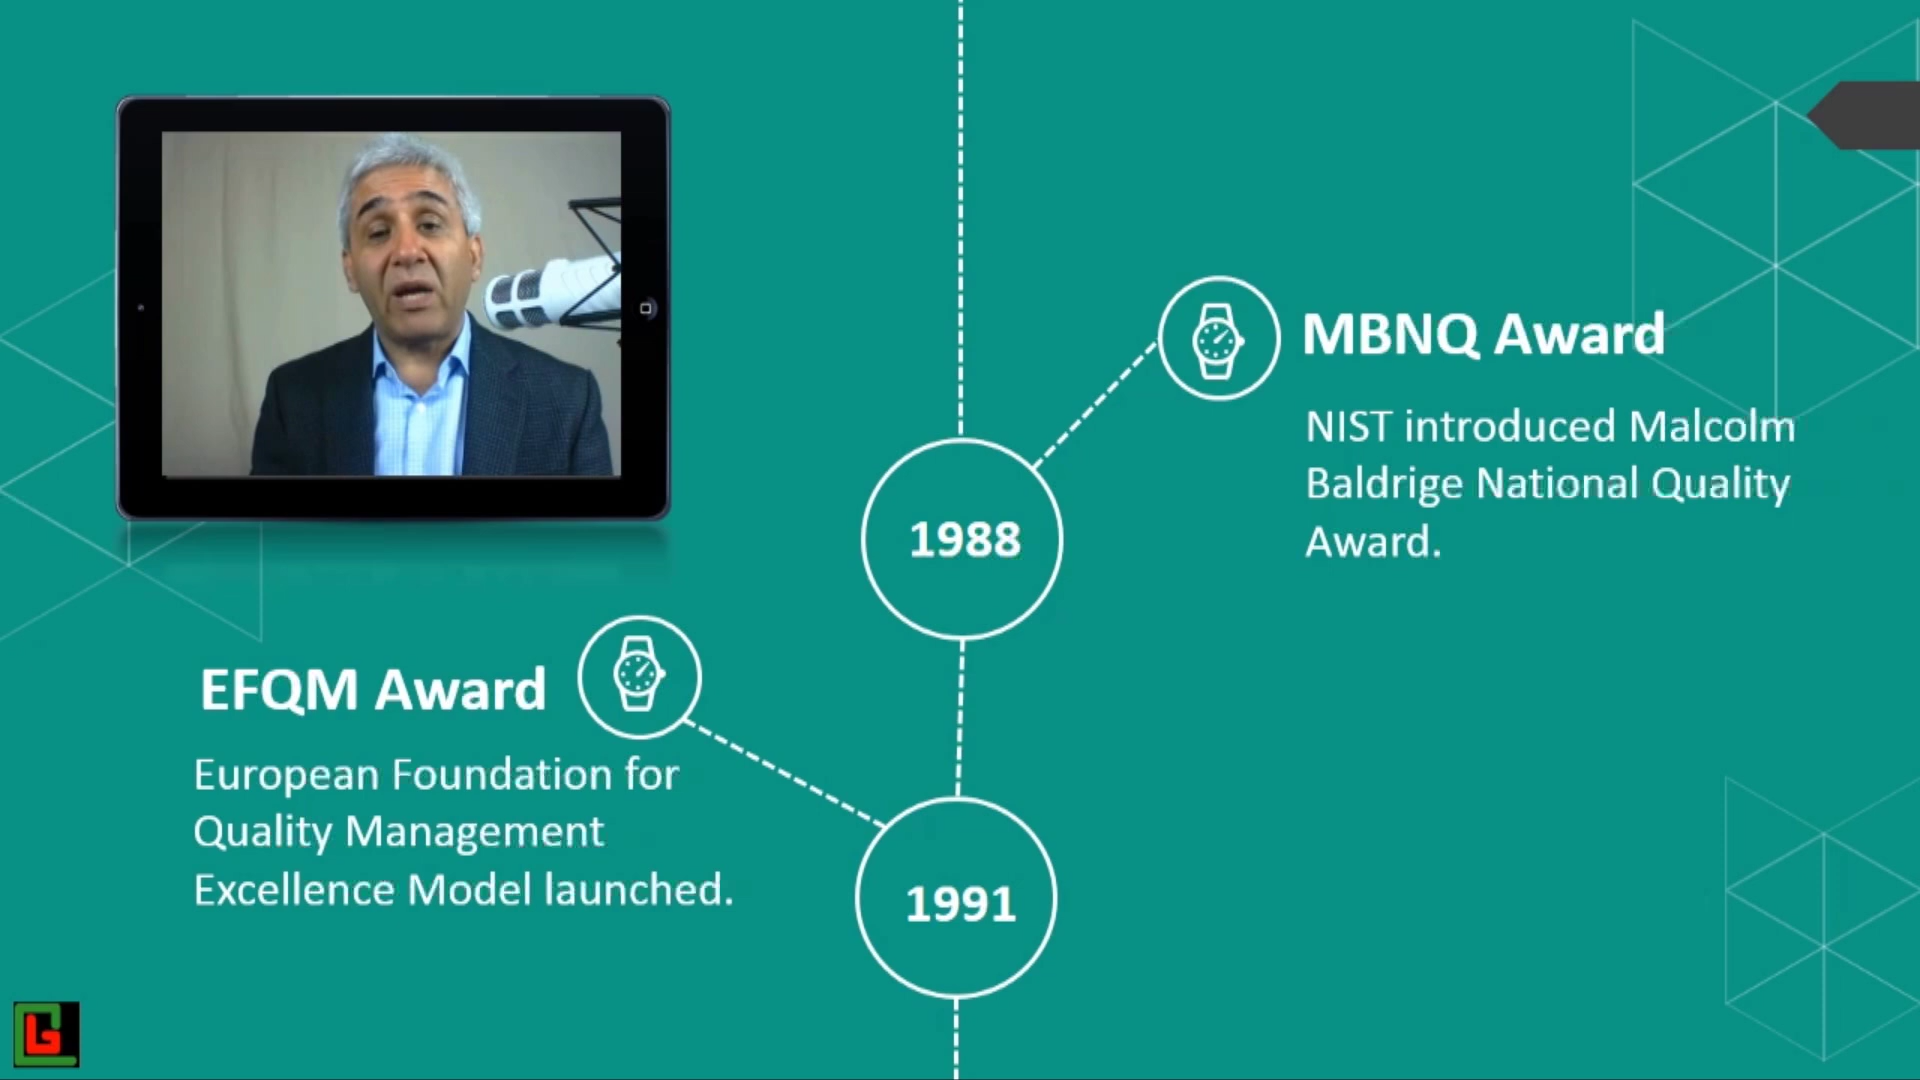 MBNQ Award
NIST introduced Malcolm
Baldrige National Quality
Award.
1988
EFQM Award
European Foundation for
Quality Management
Excellence Model launched.
1991